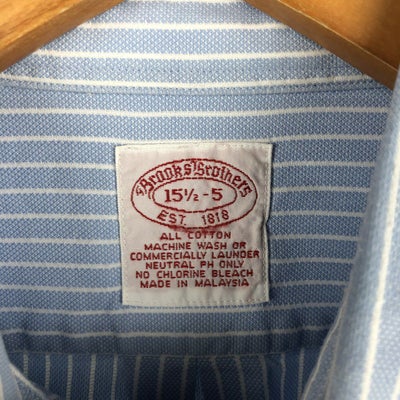 Brooks Brothers
15½ - 5
EST. 1818
ALL COTTON
MACHINE WASH OR
COMMERCIALLY LAUNDER
NEUTRAL PH ONLY
NO CHLORINE BLEACH
MADE IN MALAYSIA